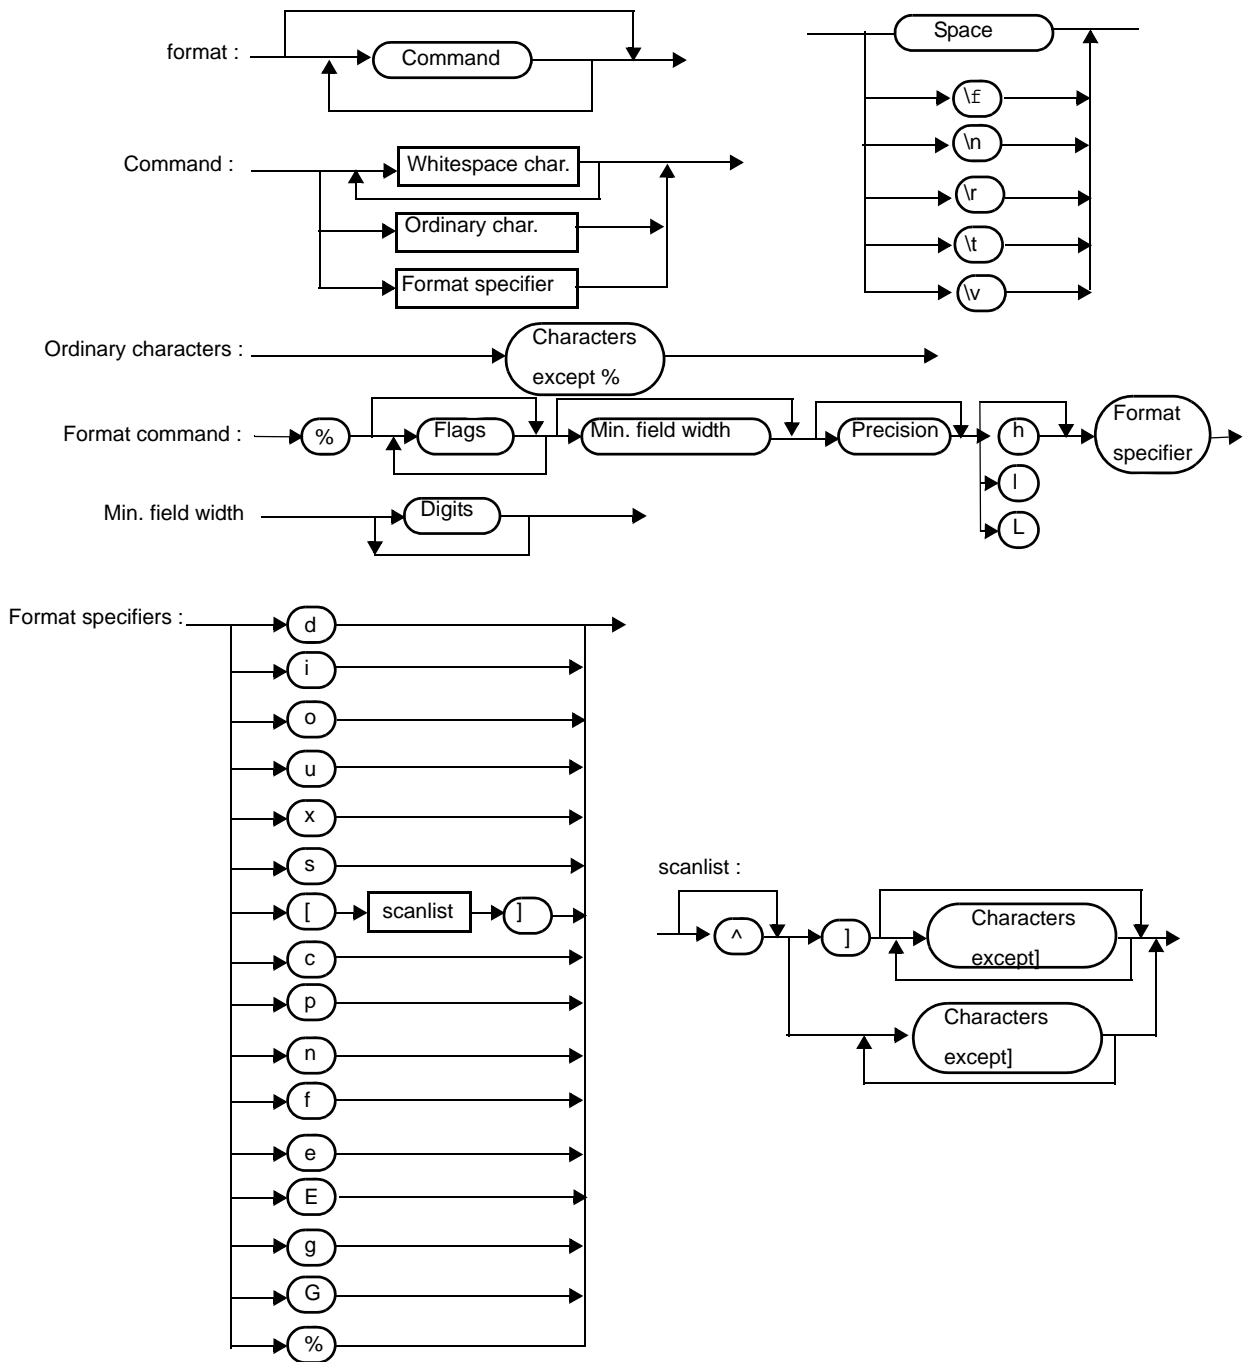 format :
Command
Space
\f
\n
\r
\t
\v
Command :
Whitespace char.
Ordinary char.
Format specifier
Ordinary characters :
Characters
except %
Format command :
%
Flags
Min. field width
Precision
h
l
L
Format
specifier
Min. field width
Digits
Format specifiers :
d
i
o
u
x
s
[
scanlist
]
c
p
n
f
e
E
g
G
%
scanlist :
^
]
Characters
except]
Characters
except]